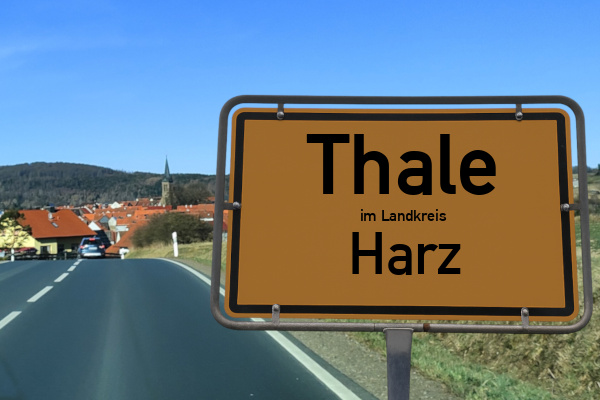 Thale
im Landkreis
Harz